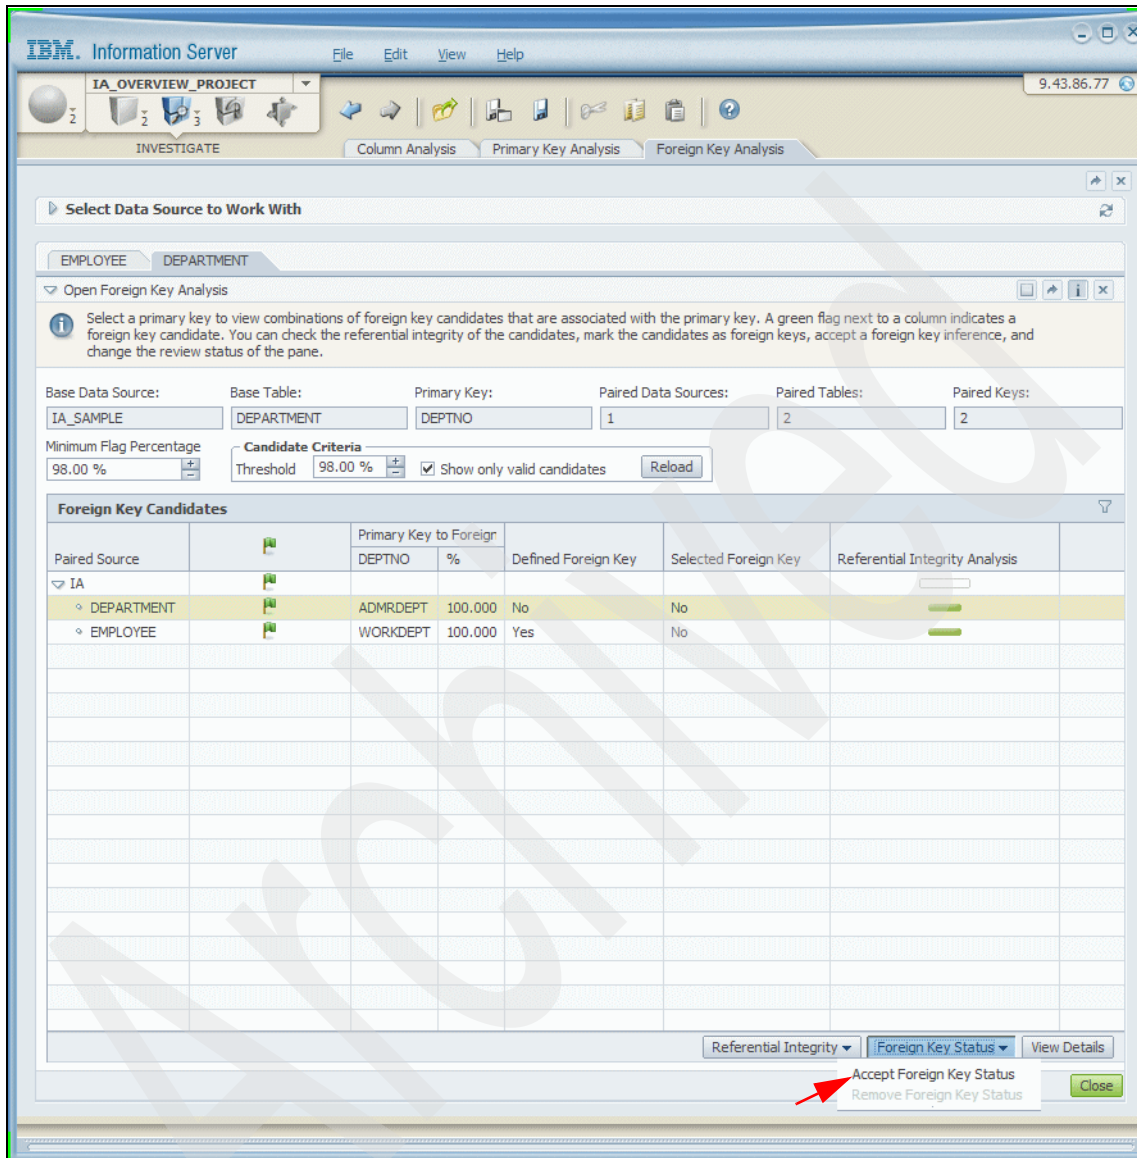 IBM. Information Server
File Edit View Help
IA_OVERVIEW_PROJECT
9.43.86.77
2 2 3
INVESTIGATE
Column Analysis Primary Key Analysis Foreign Key Analysis
Select Data Source to Work With
EMPLOYEE DEPARTMENT
Open Foreign Key Analysis
Select a primary key to view combinations of foreign key candidates that are associated with the primary key. A green flag next to a column indicates a
foreign key candidate. You can check the referential integrity of the candidates, mark the candidates as foreign keys, accept a foreign key inference, and
change the review status of the pane.
Base Data Source: Base Table: Primary Key: Paired Data Sources: Paired Tables: Paired Keys:
IA_SAMPLE DEPARTMENT DEPTNO 1 2 2
Minimum Flag Percentage Candidate Criteria
98.00 % Threshold 98.00 % Show only valid candidates Reload
Foreign Key Candidates
Primary Key to Foreign
Paired Source DEPTNO % Defined Foreign Key Selected Foreign Key Referential Integrity Analysis
IA
DEPARTMENT ADMRDEPT 100.000 No No
EMPLOYEE WORKDEPT 100.000 Yes No
Referential Integrity Foreign Key Status View Details
Accept Foreign Key Status
Remove Foreign Key Status
Close
Archived